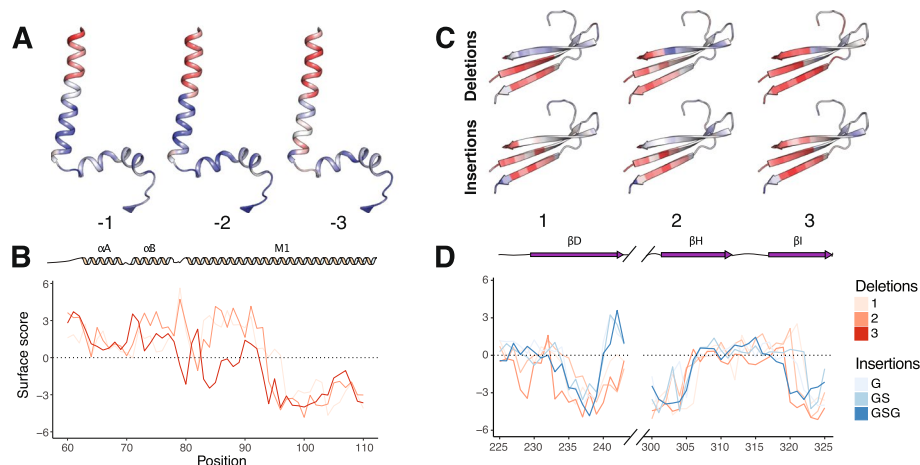 A
-1
-2
-3
B
αA
αB
M1
6
3
0
−3
−6
Surface score
60
70
80
90
100
110
Position
C
Deletions
Insertions
1
2
3
D
βD
βH
βI
6
3
0
−3
−6
225
230
235
240
300
305
310
315
320
325
Deletions
1
2
3
Insertions
G
GS
GSG